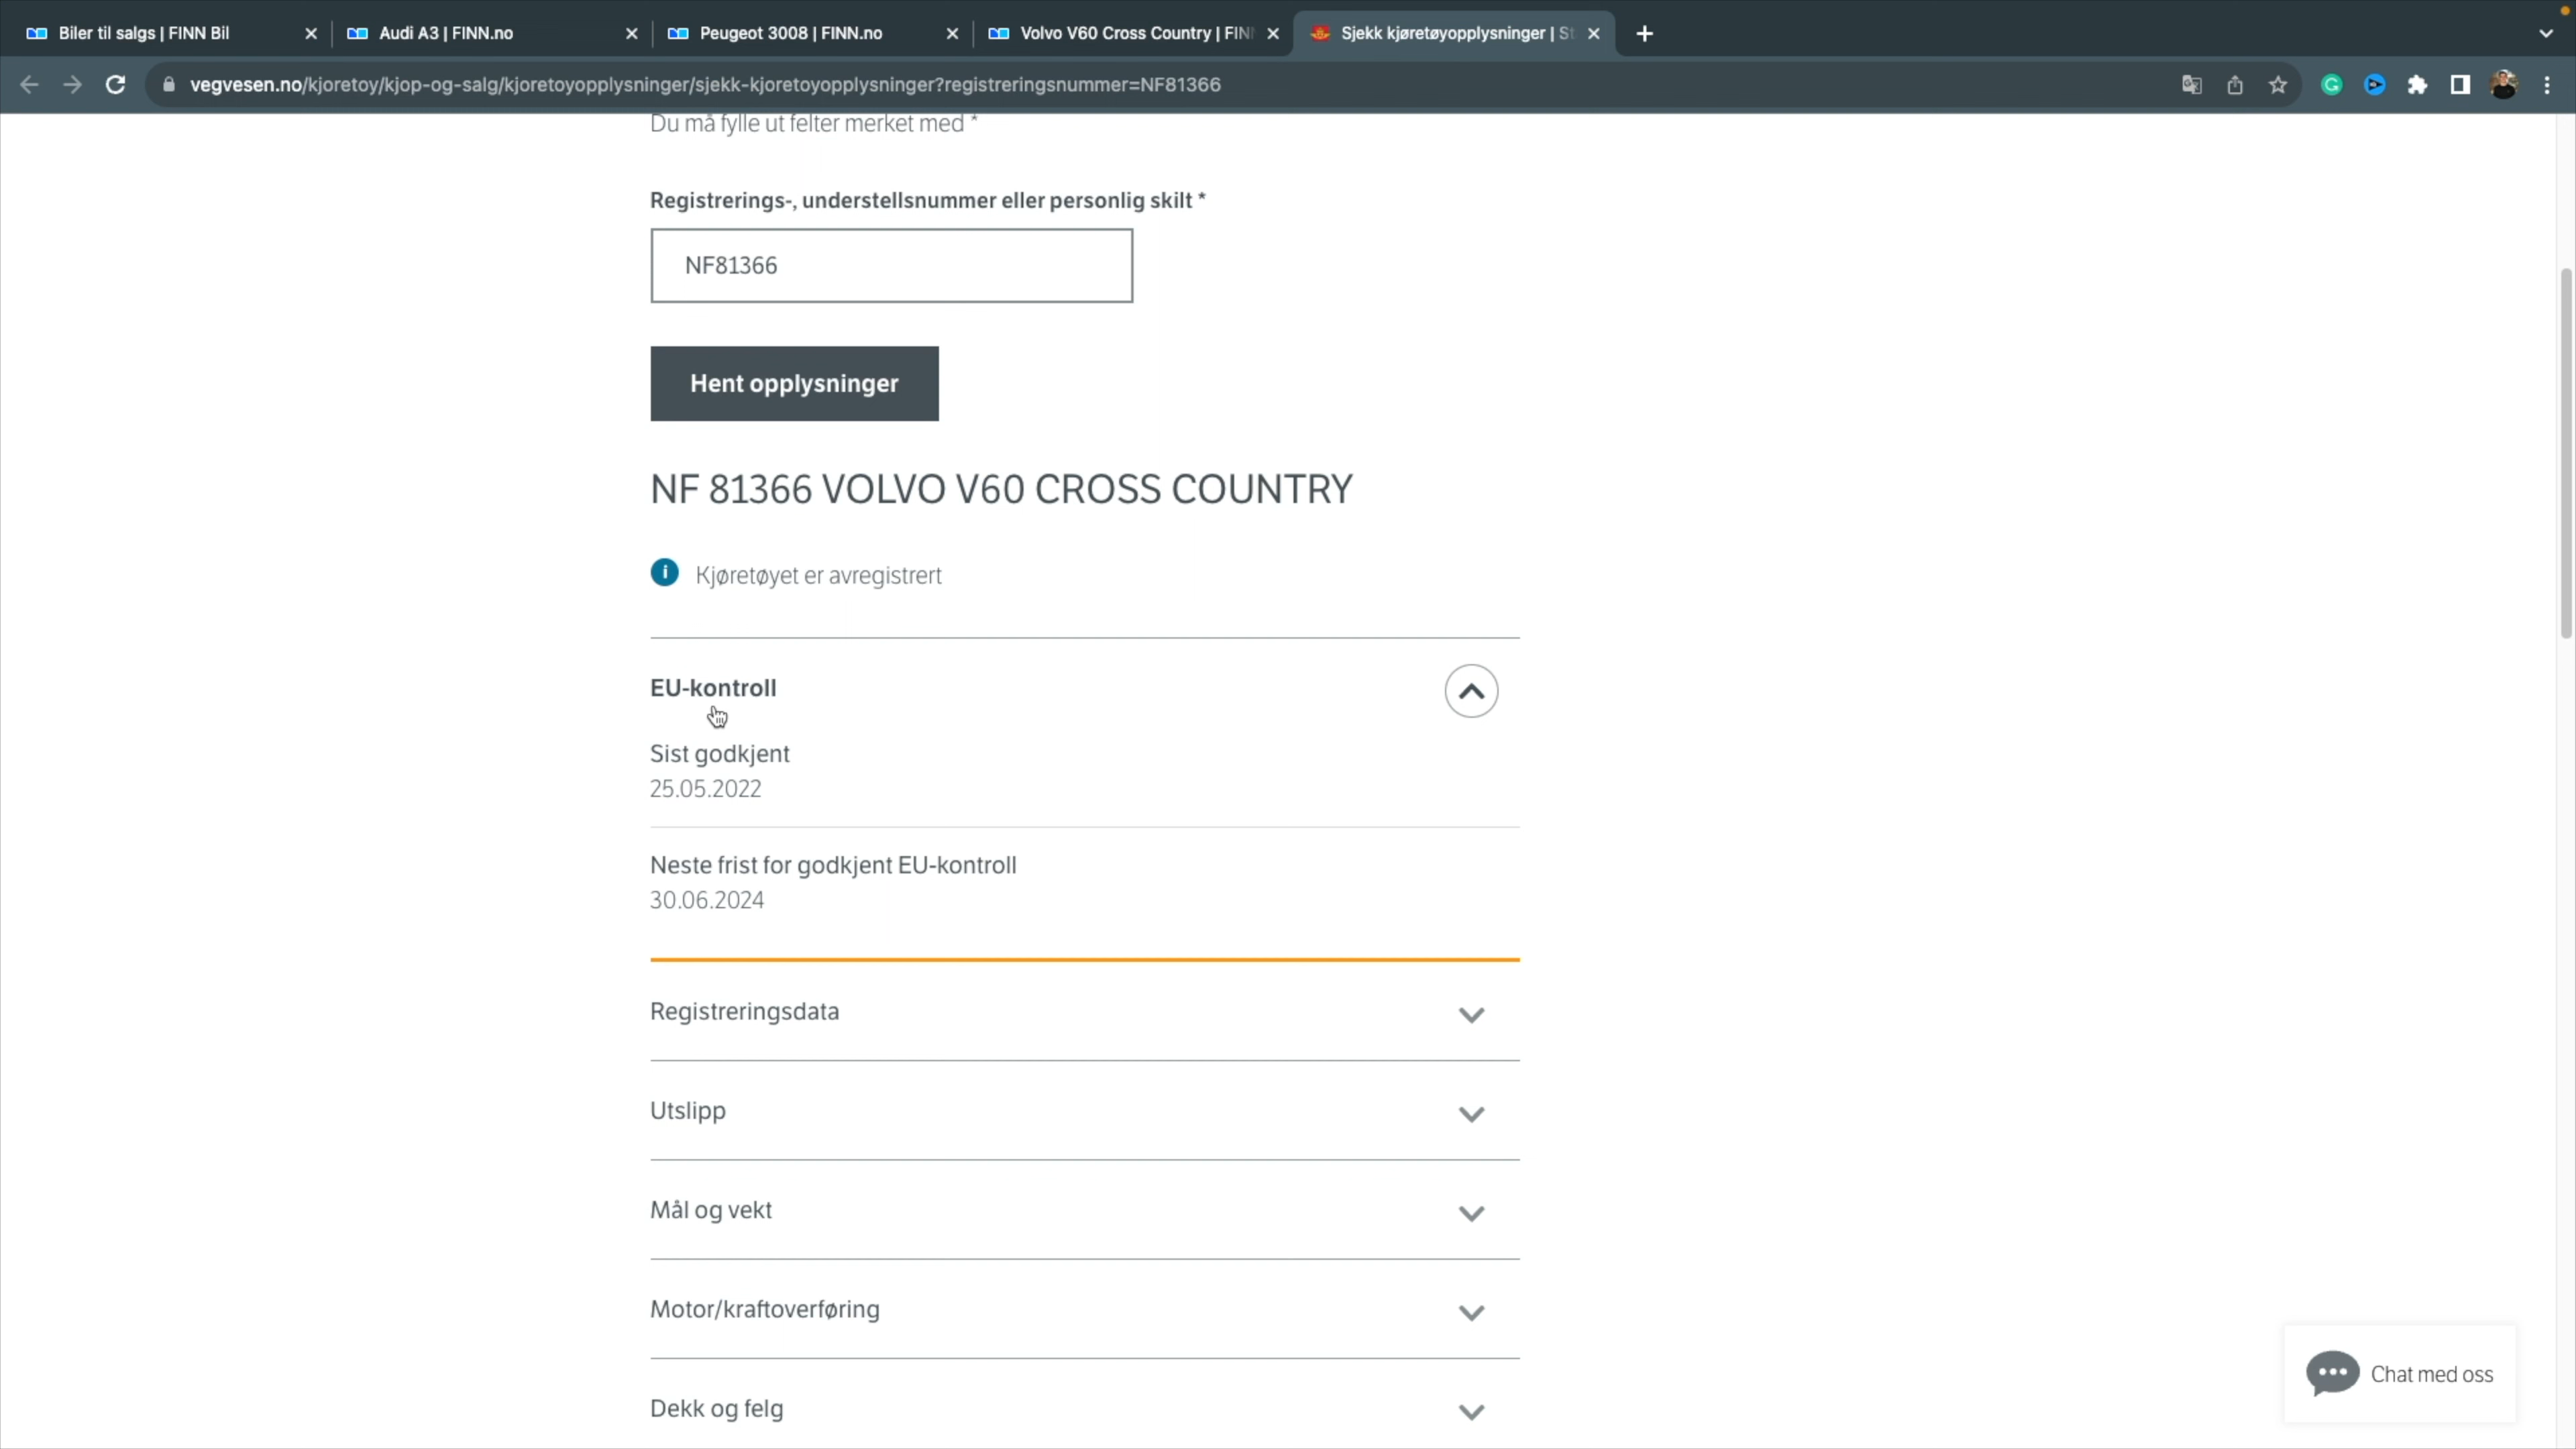 Biler til salgs | FINN Bil
Audi A3 | FINN.no
Peugeot 3008 | FINN.no
Volvo V60 Cross Country | FINN
Sjekk kjøretøyopplysninger | St
vegvesen.no/kjoretoy/kjop-og-salg/kjoretoyopplysninger/sjekk-kjoretoyopplysninger?registreringsnummer=NF81366
Du må fylle ut felter merket med *
Registrerings-, understellsnummer eller personlig skilt *
NF81366
Hent opplysninger
NF 81366 VOLVO V60 CROSS COUNTRY
Kjøretøyet er avregistrert
EU-kontroll
Sist godkjent
25.05.2022
Neste frist for godkjent EU-kontroll
30.06.2024
Registreringsdata
Utslipp
Mål og vekt
Motor/kraftoverføring
Dekk og felg
Chat med oss